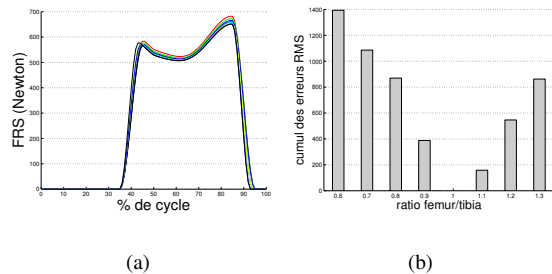 700
600
500
400
300
200
100
0
FRS (Newton)
0 10 20 30 40 50 60 70 80 90 100
% de cycle
(a)
1400
1200
1000
800
600
400
200
0
cumul des erreurs RMS
0.6 0.7 0.8 0.9 1 1.1 1.2 1.3
ratio femur/tibia
(b)